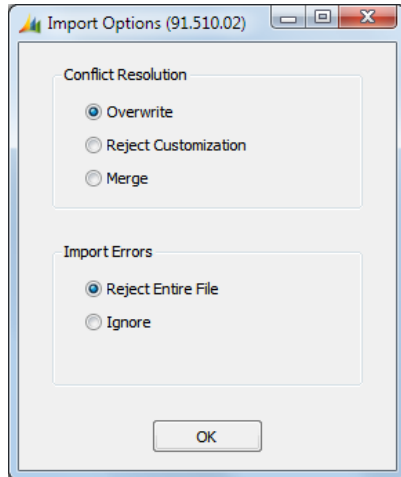 Import Options (91.510.02)
Conflict Resolution
Overwrite
Reject Customization
Merge
Import Errors
Reject Entire File
Ignore
OK